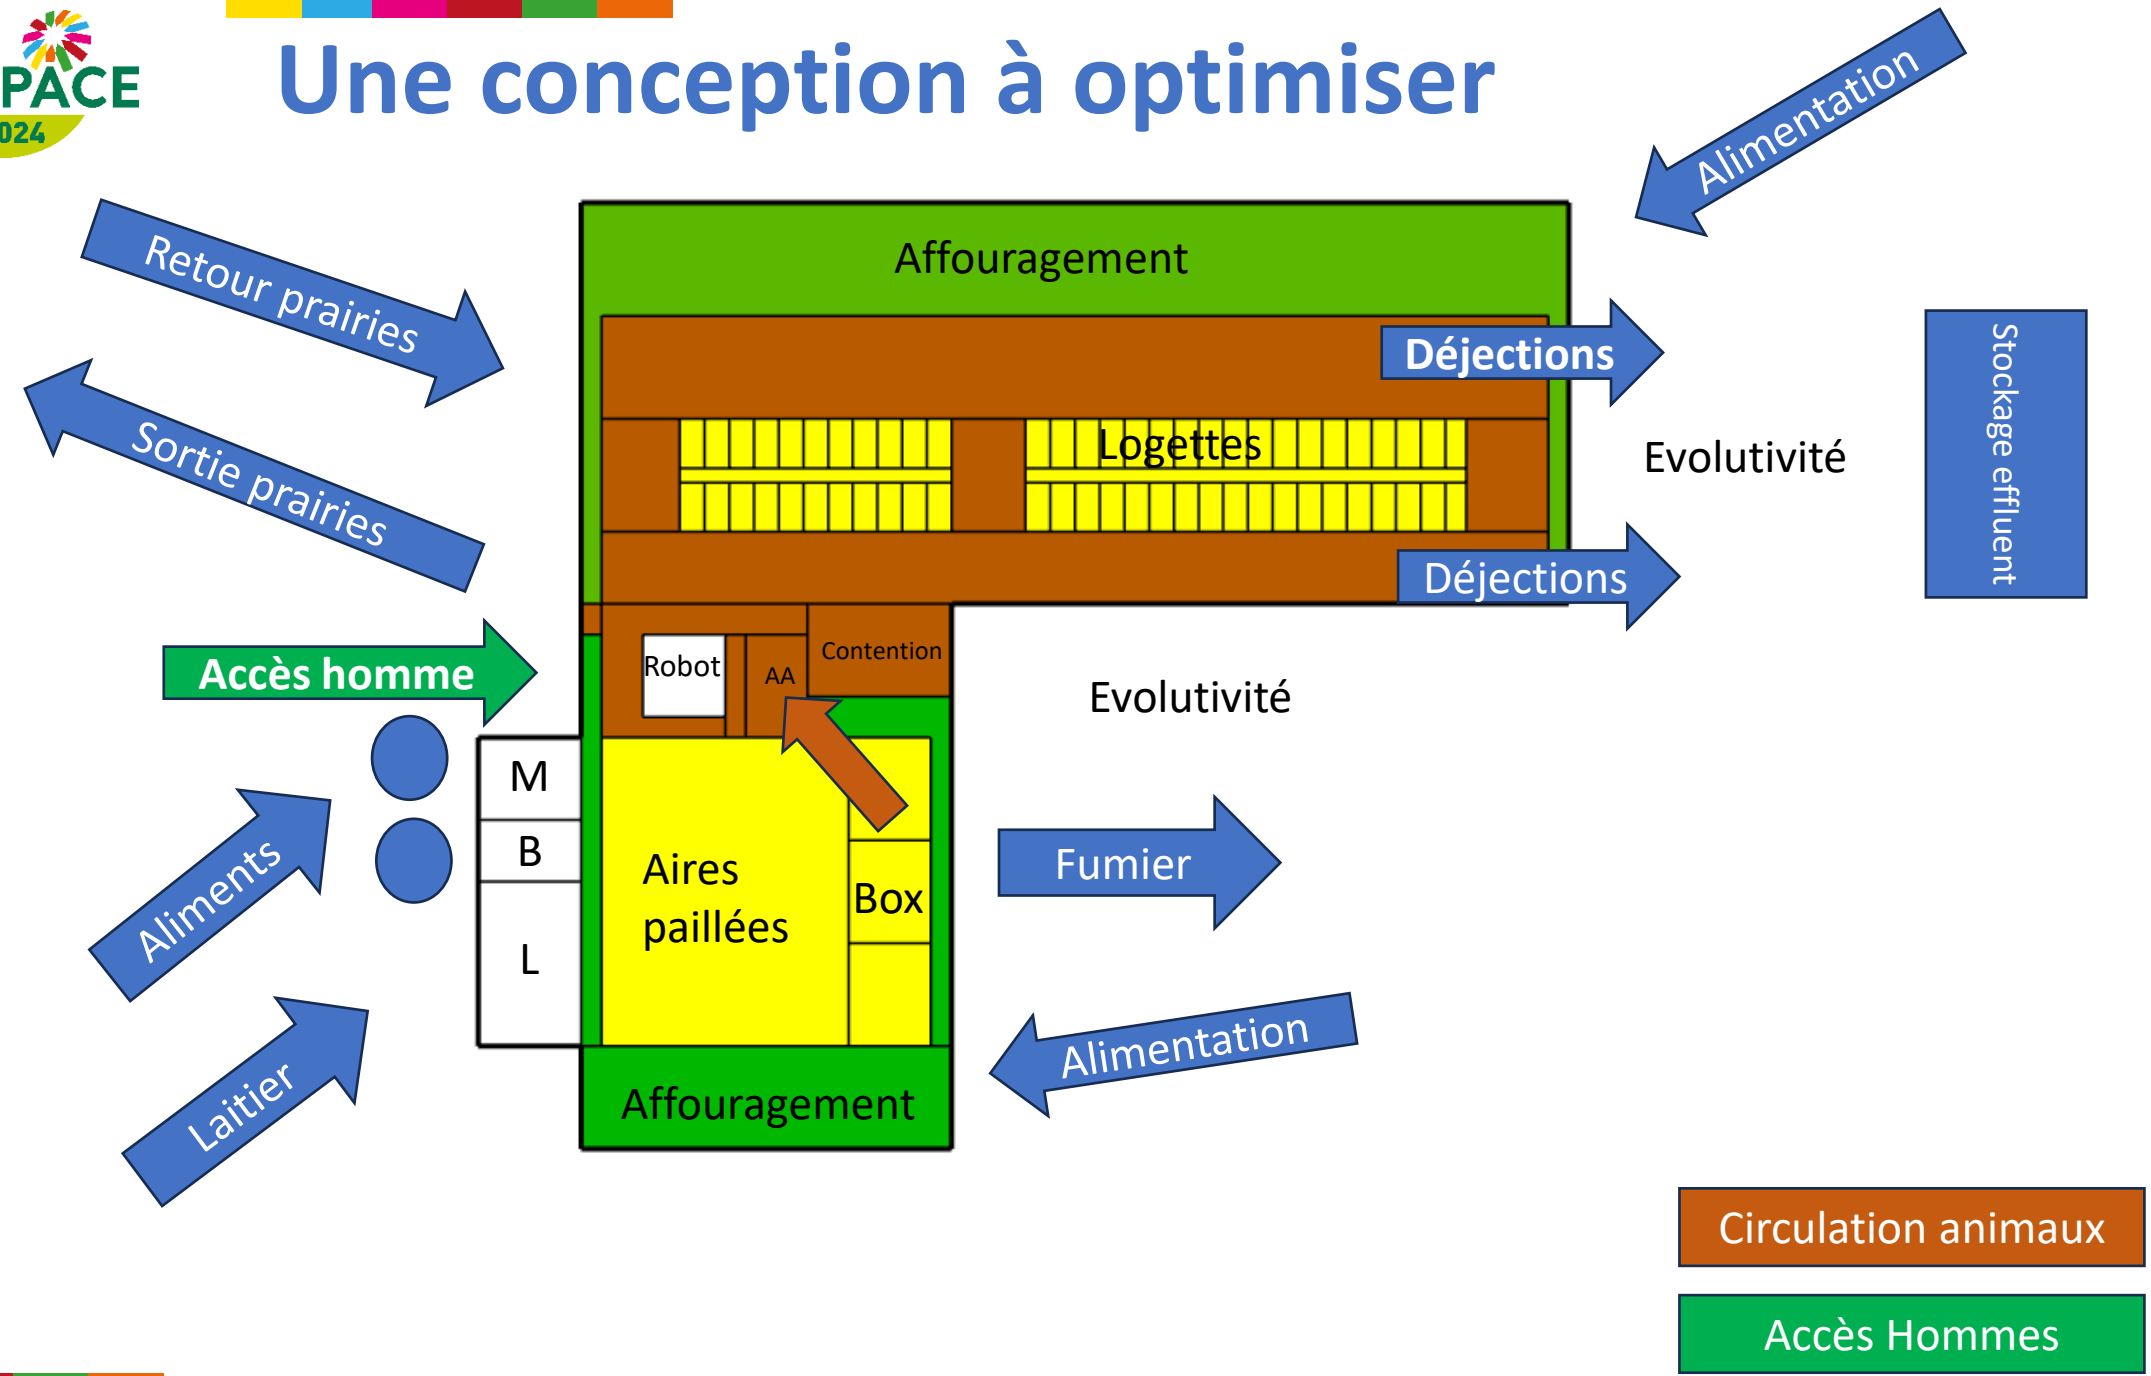 PACE
024
Une conception à optimiser
Alimentation
Retour prairies
Affouragement
Déjections
Stockage effluent
Sortie prairies
Logettes
Evolutivité
Déjections
Accès homme
Robot
AA
Contention
Evolutivité
M
B
L
Aliments
Aires
paillées
Box
Fumier
Laitier
Alimentation
Affouragement
Circulation animaux
Accès Hommes